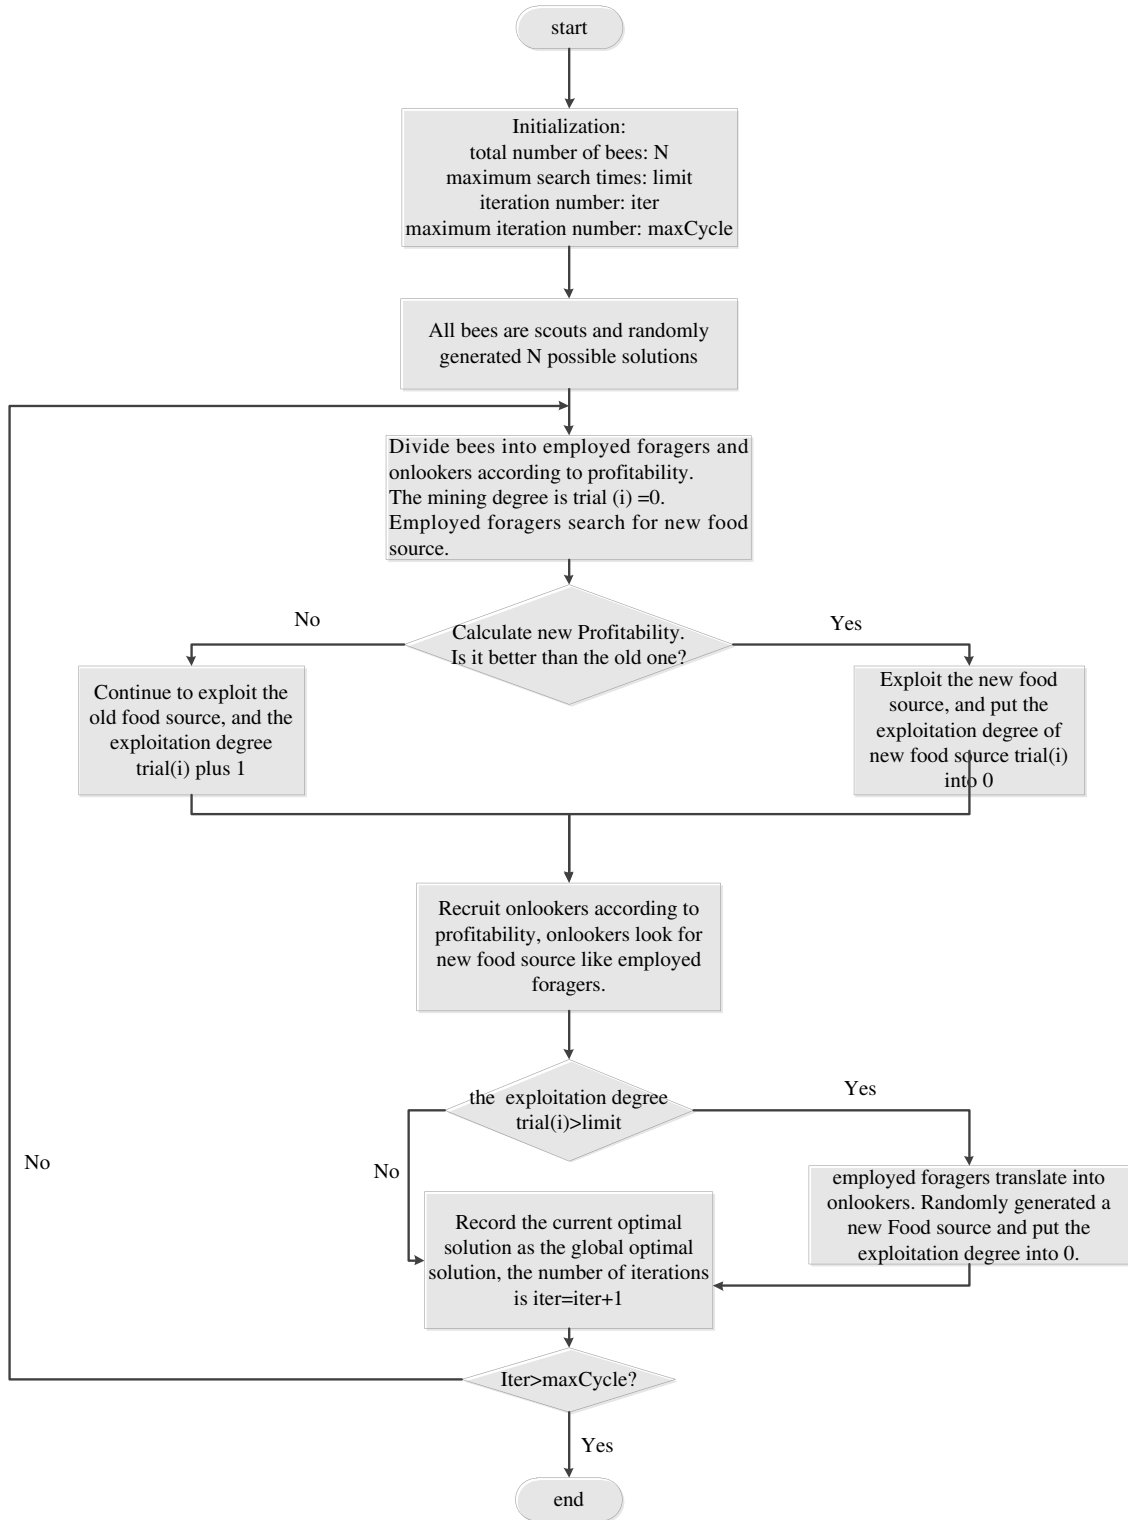 start
Initialization:
total number of bees: N
maximum search times: limit
iteration number: iter
maximum iteration number: maxCycle
All bees are scouts and randomly
generated N possible solutions
Divide bees into employed foragers and
onlookers according to profitability.
The mining degree is trial (i) =0.
Employed foragers search for new food
source.
Calculate new Profitability.
Is it better than the old one?
No
Yes
Continue to exploit the
old food source, and the
exploitation degree
trial(i) plus 1
Exploit the new food
source, and put the
exploitation degree of
new food source trial(i)
into 0
Recruit onlookers according to
profitability, onlookers look for
new food source like employed
foragers.
the exploitation degree
trial(i)>limit
Yes
No
No
employed foragers translate into
onlookers. Randomly generated a
new Food source and put the
exploitation degree into 0.
Record the current optimal
solution as the global optimal
solution, the number of iterations
is iter=iter+1
Iter>maxCycle?
Yes
end